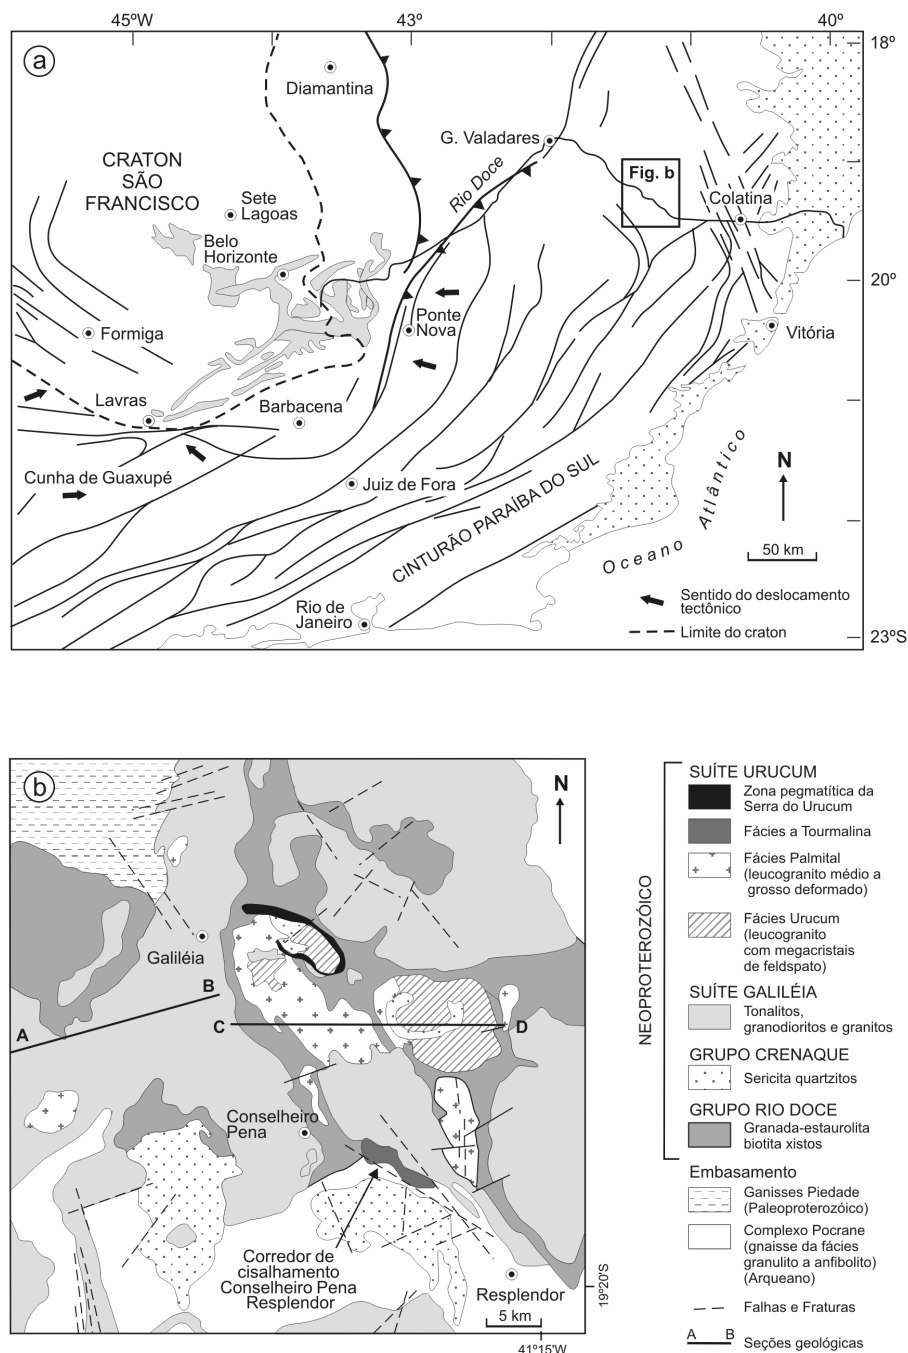 45ºW
43º
40º
18º
a
Diamantina
G. Valadares
CRATON
SÃO
FRANCISCO
Rio Doce
Fig. b
Sete
Lagoas
Colatina
Belo
Horizonte
20º
Ponte
Nova
Formiga
Vitória
Lavras
Barbacena
Cunha de Guaxupé
Juiz de Fora
CINTURÃO PARAÍBA DO SUL
Oceano Atlântico
N
50 km
Rio de
Janeiro
Sentido do deslocamento
tectônico
Limite do craton
23ºS
b
N
Galiléia
A
B
C
D
Conselheiro
Pena
Corredor de
cisalhamento
Conselheiro Pena
Resplendor
Resplendor
5 km
19º20'S
41º15'W
NEOPROTEROZÓICO
SUÍTE URUCUM
Zona pegmatítica da
Serra do Urucum
Fácies a Tourmalina
Fácies Palmital
(leucogranito médio a
grosso deformado)
Fácies Urucum
(leucogranito
com megacristais
de feldspato)
SUÍTE GALILÉIA
Tonalitos,
granodioritos e granitos
GRUPO CRENAQUE
Sericita quartzitos
GRUPO RIO DOCE
Granada-estaurolita
biotita xistos
Embasamento
Ganisses Piedade
(Paleoproterozóico)
Complexo Pocrane
(gnaisse da fácies
granulito a anfibolito)
(Arqueano)
Falhas e Fraturas
A B
Seções geológicas